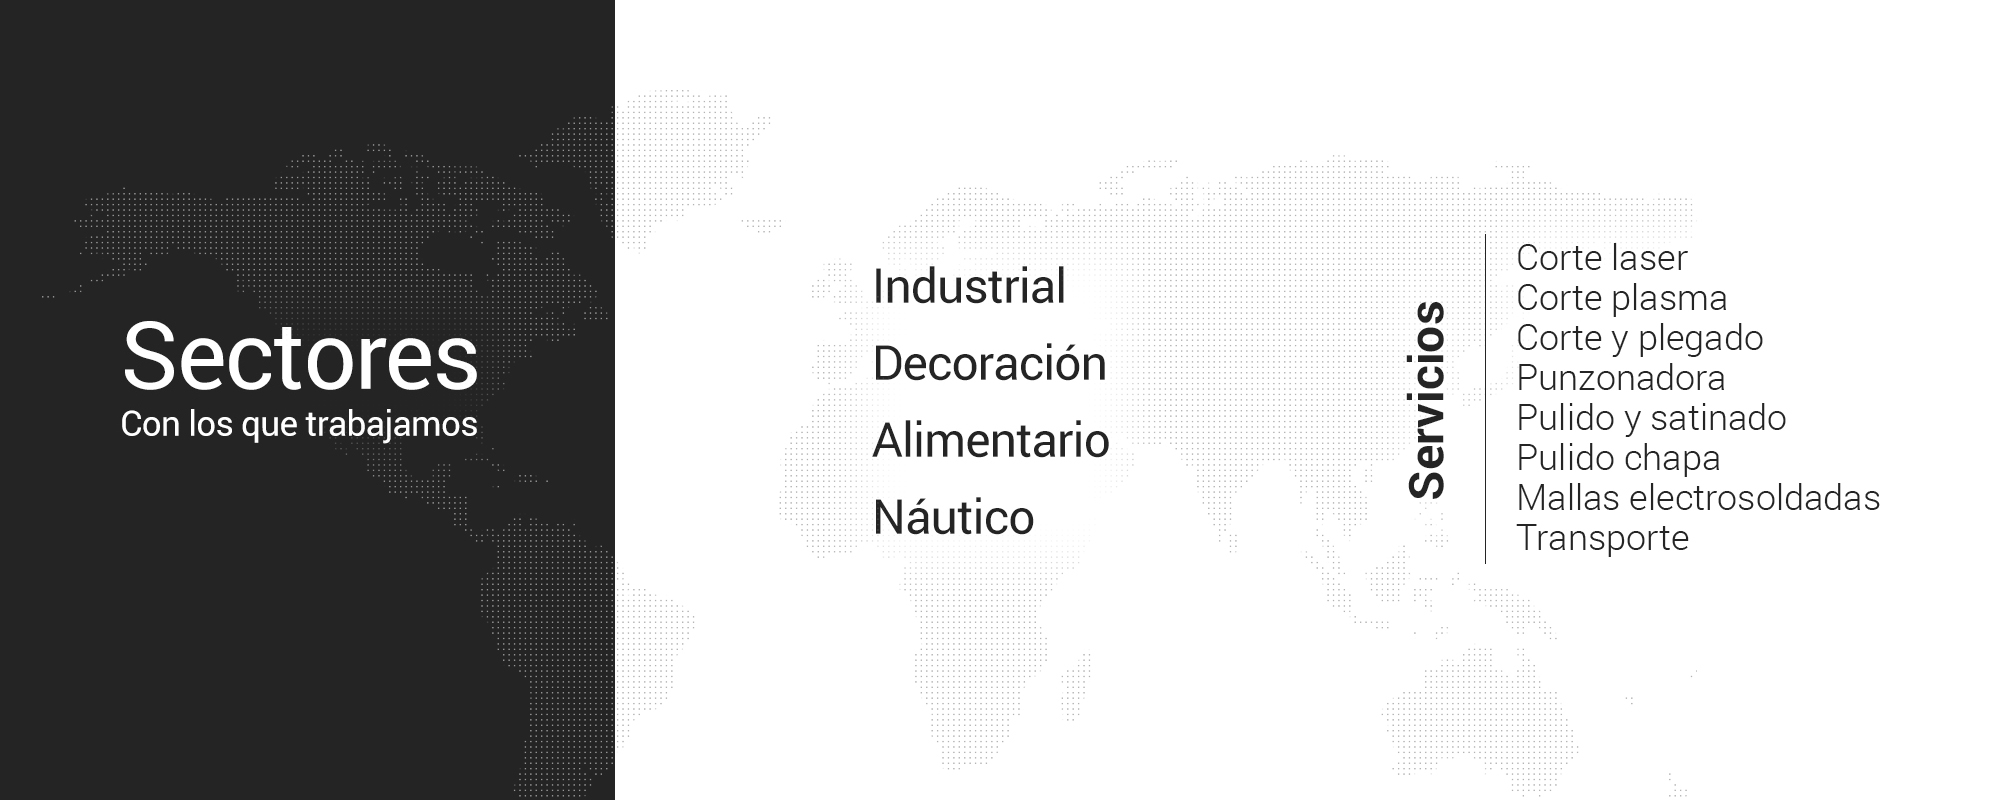 Sectores
Con los que trabajamos
Industrial
Decoración
Alimentario
Náutico
Servicios
Corte laser
Corte plasma
Corte y plegado
Punzonadora
Pulido y satinado
Pulido chapa
Mallas electrosoldadas
Transporte